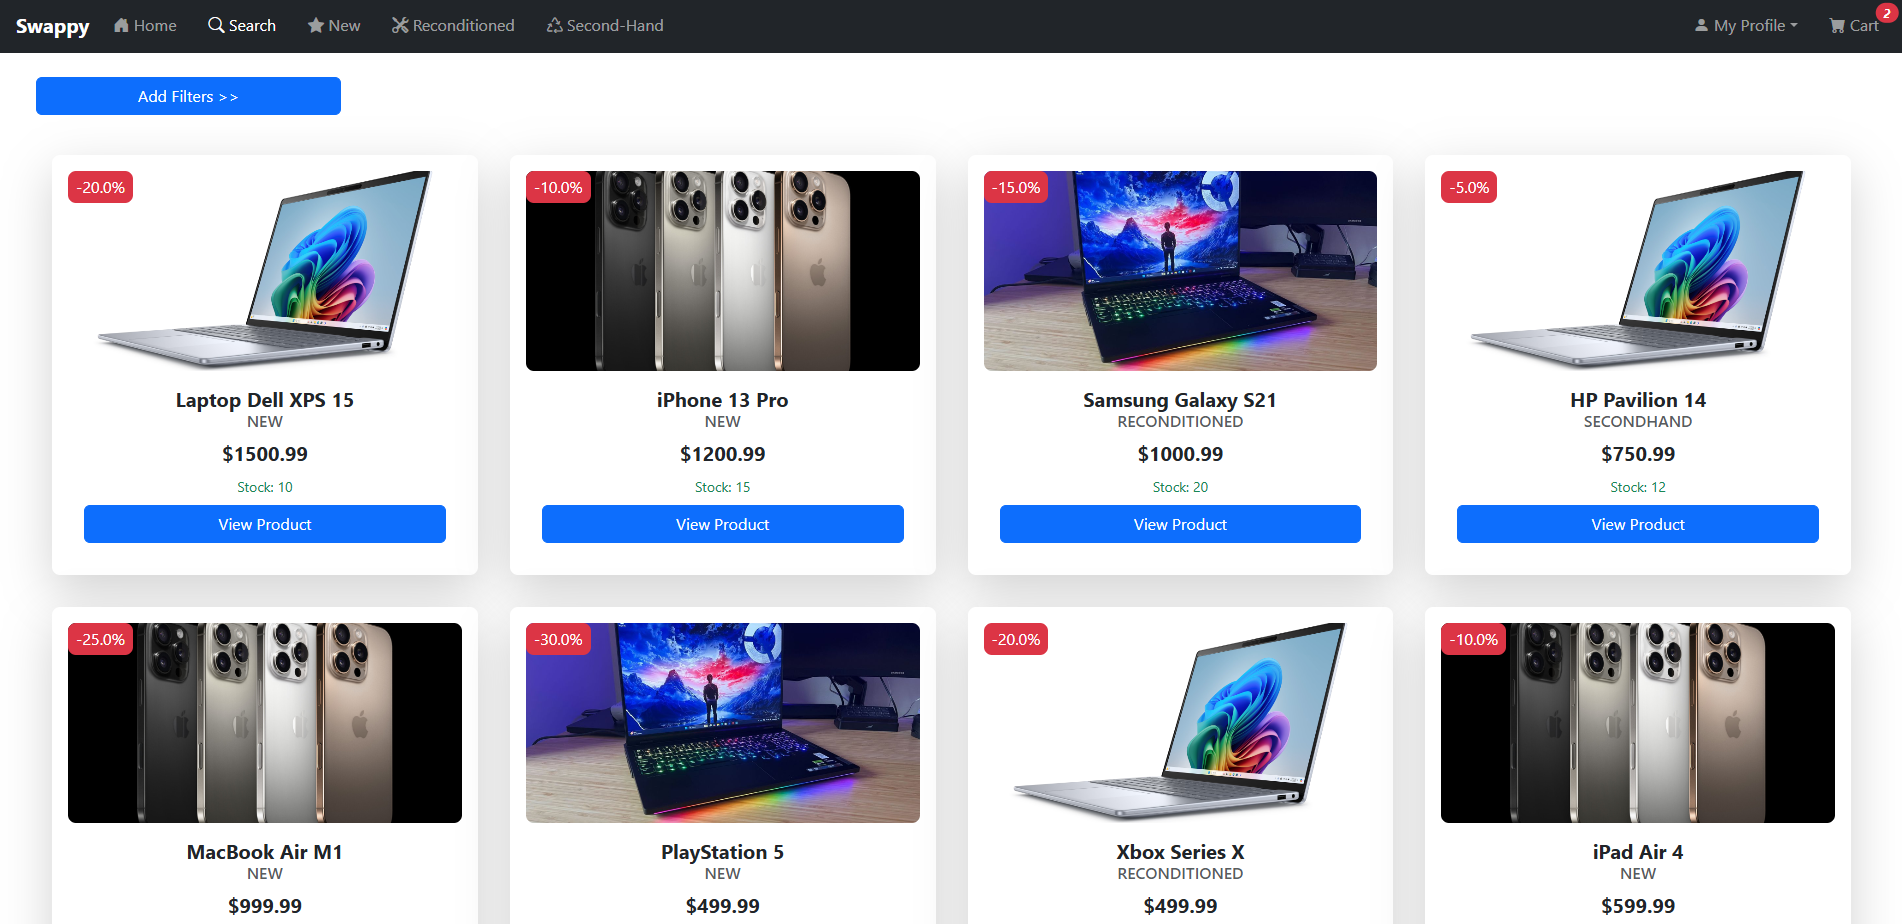 Swappy Home Search New Reconditioned Second-Hand My Profile Cart 2
Add Filters >>
-20.0% -10.0% -15.0% -5.0%
Laptop Dell XPS 15 iPhone 13 Pro Samsung Galaxy S21 HP Pavilion 14
NEW NEW RECONDITIONED SECONDHAND
$1500.99 $1200.99 $1000.99 $750.99
Stock: 10 Stock: 15 Stock: 20 Stock: 12
View Product View Product View Product View Product
-25.0% -30.0% -20.0% -10.0%
MacBook Air M1 PlayStation 5 Xbox Series X iPad Air 4
NEW NEW RECONDITIONED NEW
$999.99 $499.99 $499.99 $599.99